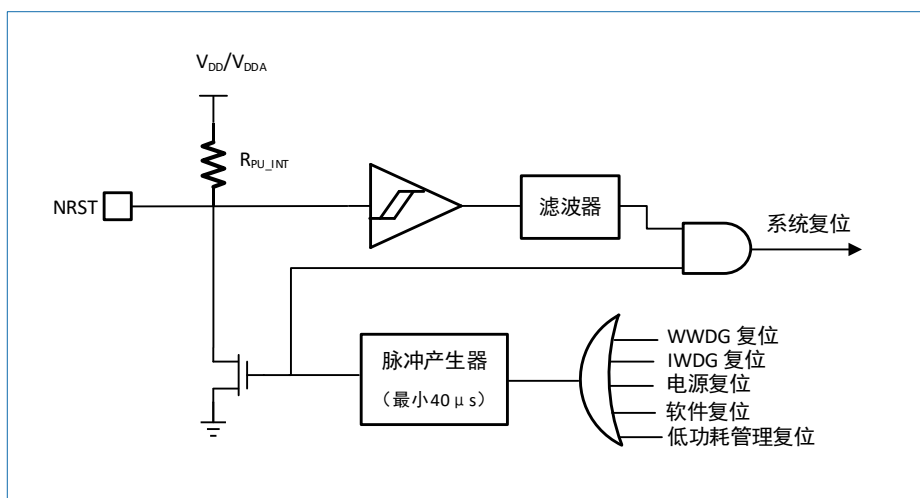 VDD/VDDA
RPU_INT
NRST
滤波器
系统复位
脉冲产生器
（最小40μs）
WWDG 复位
IWDG 复位
电源复位
软件复位
低功耗管理复位